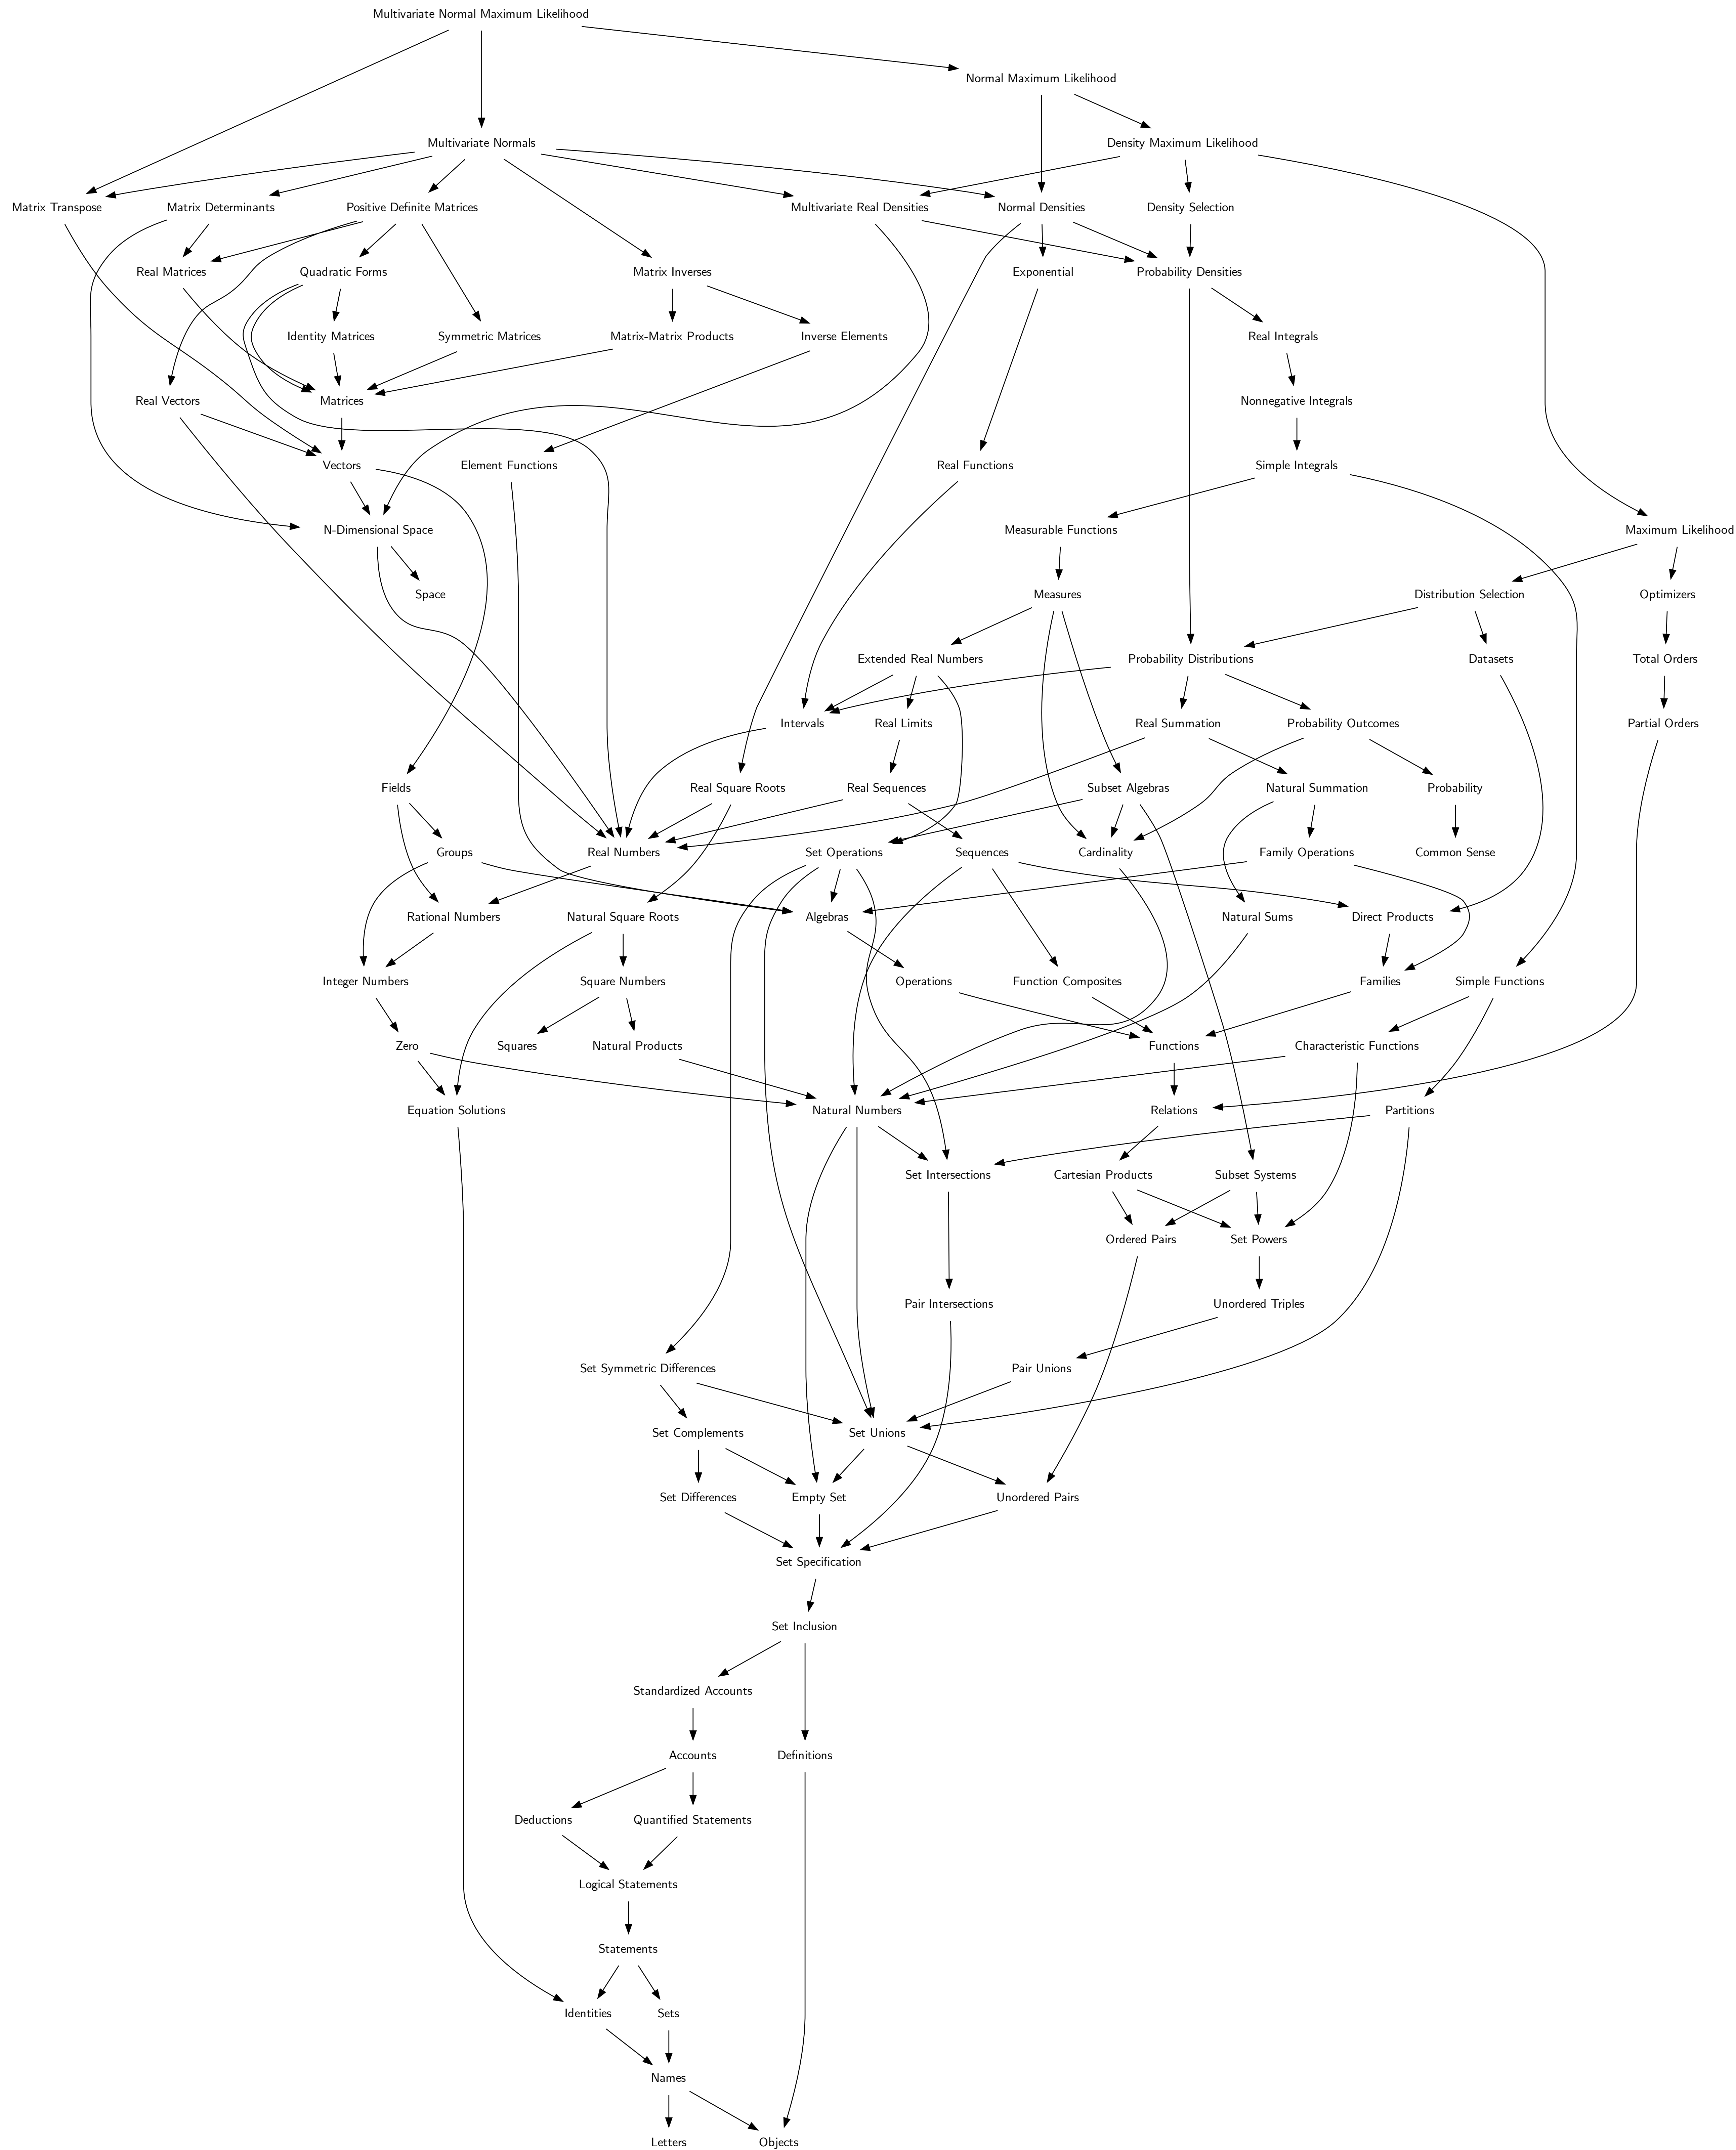 Multivariate Normal Maximum Likelihood
Normal Maximum Likelihood
Multivariate Normals
Density Maximum Likelihood
Matrix Transpose
Matrix Determinants
Positive Definite Matrices
Multivariate Real Densities
Normal Densities
Density Selection
Real Matrices
Quadratic Forms
Matrix Inverses
Exponential
Probability Densities
Identity Matrices
Symmetric Matrices
Matrix-Matrix Products
Inverse Elements
Real Integrals
Real Vectors
Matrices
Nonnegative Integrals
Vectors
Element Functions
Real Functions
Simple Integrals
N-Dimensional Space
Measurable Functions
Maximum Likelihood
Space
Measures
Distribution Selection
Optimizers
Extended Real Numbers
Probability Distributions
Datasets
Total Orders
Intervals
Real Limits
Real Summation
Probability Outcomes
Partial Orders
Fields
Real Square Roots
Real Sequences
Subset Algebras
Natural Summation
Probability
Groups
Real Numbers
Set Operations
Sequences
Cardinality
Family Operations
Common Sense
Rational Numbers
Natural Square Roots
Algebras
Natural Sums
Direct Products
Integer Numbers
Square Numbers
Operations
Function Composites
Families
Simple Functions
Zero
Squares
Natural Products
Functions
Characteristic Functions
Equation Solutions
Natural Numbers
Relations
Partitions
Set Intersections
Cartesian Products
Subset Systems
Ordered Pairs
Set Powers
Pair Intersections
Unordered Triples
Set Symmetric Differences
Pair Unions
Set Complements
Set Unions
Set Differences
Empty Set
Unordered Pairs
Set Specification
Set Inclusion
Standardized Accounts
Accounts
Definitions
Deductions
Quantified Statements
Logical Statements
Statements
Identities
Sets
Names
Letters
Objects